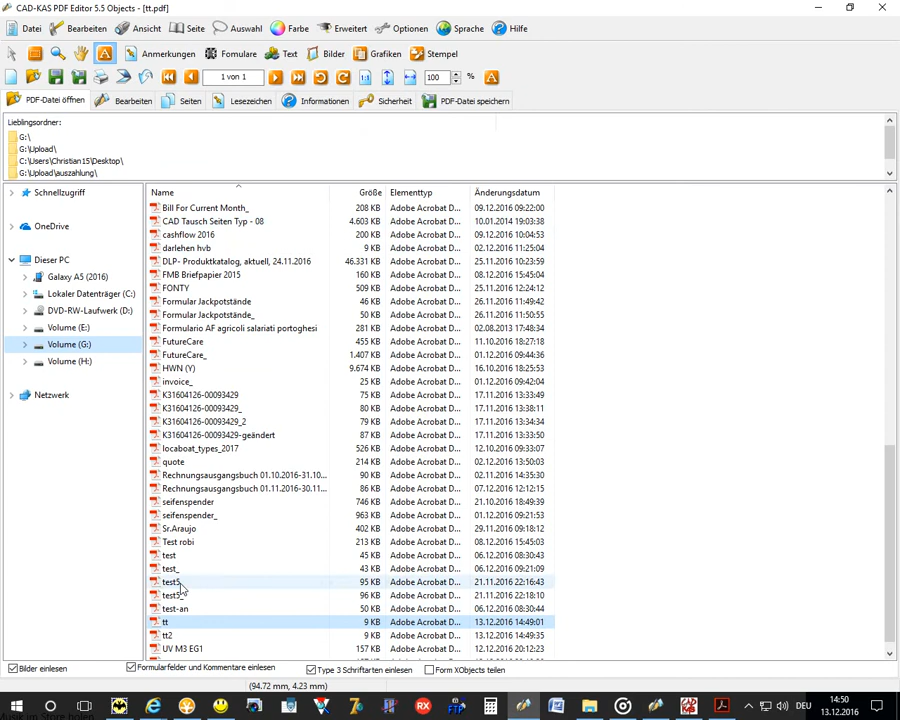 CAD-KAS PDF Editor 5.5 Objects - [tt.pdf]
Datei Bearbeiten Ansicht Seite Auswahl Farbe Erweitert Optionen Sprache Hilfe
Anmerkungen Formulare Text Bilder Grafiken Stempel
1 von 1 100 %
PDF-Datei öffnen Bearbeiten Seiten Lesezeichen Informationen Sicherheit PDF-Datei speichern
Lieblingsordner:
G:\
G:\Upload\
C:\Users\Christian15\Desktop\
G:\Upload\auszahlung\
Schnellzugriff
OneDrive
Dieser PC
Galaxy A5 (2016)
Lokaler Datenträger (C:)
DVD-RW-Laufwerk (D:)
Volume (E:)
Volume (G:)
Volume (H:)
Netzwerk
Name Größe Elementtyp Änderungsdatum
Bill For Current Month_ 208 KB Adobe Acrobat D... 09.12.2016 09:22:00
CAD Tausch Seiten Typ - 08 4.603 KB Adobe Acrobat D... 10.01.2014 19:03:38
cashflow 2016 200 KB Adobe Acrobat D... 09.12.2016 10:04:53
darlehen hvb 9 KB Adobe Acrobat D... 02.12.2016 11:25:04
DLP- Produktkatalog, aktuell, 24.11.2016 46.331 KB Adobe Acrobat D... 25.11.2016 10:23:59
FMB Briefpapier 2015 160 KB Adobe Acrobat D... 08.12.2016 15:45:04
FONTY 509 KB Adobe Acrobat D... 25.11.2016 12:24:12
Formular Jackpotstände 46 KB Adobe Acrobat D... 26.11.2016 11:49:42
Formular Jackpotstände_ 50 KB Adobe Acrobat D... 26.11.2016 11:50:55
Formulario AF agricoli salariati portoghesi 281 KB Adobe Acrobat D... 02.08.2013 17:48:34
FutureCare 455 KB Adobe Acrobat D... 10.11.2016 18:27:18
FutureCare_ 1.407 KB Adobe Acrobat D... 01.12.2016 09:44:36
HWN (Y) 9.674 KB Adobe Acrobat D... 16.10.2016 18:25:53
invoice_ 25 KB Adobe Acrobat D... 01.12.2016 09:42:04
K31604126-00093429 75 KB Adobe Acrobat D... 17.11.2016 13:33:49
K31604126-00093429_ 80 KB Adobe Acrobat D... 17.11.2016 13:38:11
K31604126-00093429_2 79 KB Adobe Acrobat D... 17.11.2016 13:34:34
K31604126-00093429-geändert 87 KB Adobe Acrobat D... 17.11.2016 13:33:50
locaboat_types_2017 526 KB Adobe Acrobat D... 12.10.2016 09:33:07
quote 214 KB Adobe Acrobat D... 02.12.2016 13:50:03
Rechnungsausgangsbuch 01.10.2016-31.10... 90 KB Adobe Acrobat D... 02.11.2016 14:35:30
Rechnungsausgangsbuch 01.11.2016-30.11... 86 KB Adobe Acrobat D... 07.12.2016 12:12:15
seifenspender 746 KB Adobe Acrobat D... 21.10.2016 18:49:39
seifenspender_ 963 KB Adobe Acrobat D... 01.12.2016 09:21:53
Sr.Araujo 402 KB Adobe Acrobat D... 29.11.2016 09:18:12
Test robi 213 KB Adobe Acrobat D... 08.12.2016 15:45:03
test 45 KB Adobe Acrobat D... 06.12.2016 08:30:43
test_ 43 KB Adobe Acrobat D... 06.12.2016 09:21:09
test5 95 KB Adobe Acrobat D... 21.11.2016 22:16:43
test5_ 96 KB Adobe Acrobat D... 21.11.2016 22:18:10
test-an 50 KB Adobe Acrobat D... 06.12.2016 08:30:44
tt 9 KB Adobe Acrobat D... 13.12.2016 14:49:01
tt2 9 KB Adobe Acrobat D... 13.12.2016 14:49:35
UV M3 EG1 48 KB Adobe Acrobat D... 12.12.2016 20:12:23
Bilder einlesen Formularfelder und Kommentare einlesen Type 3 Schriftarten einlesen Form XObjects teilen
(94.72 mm, 4.23 mm)
DEU 14:50
13.12.2016